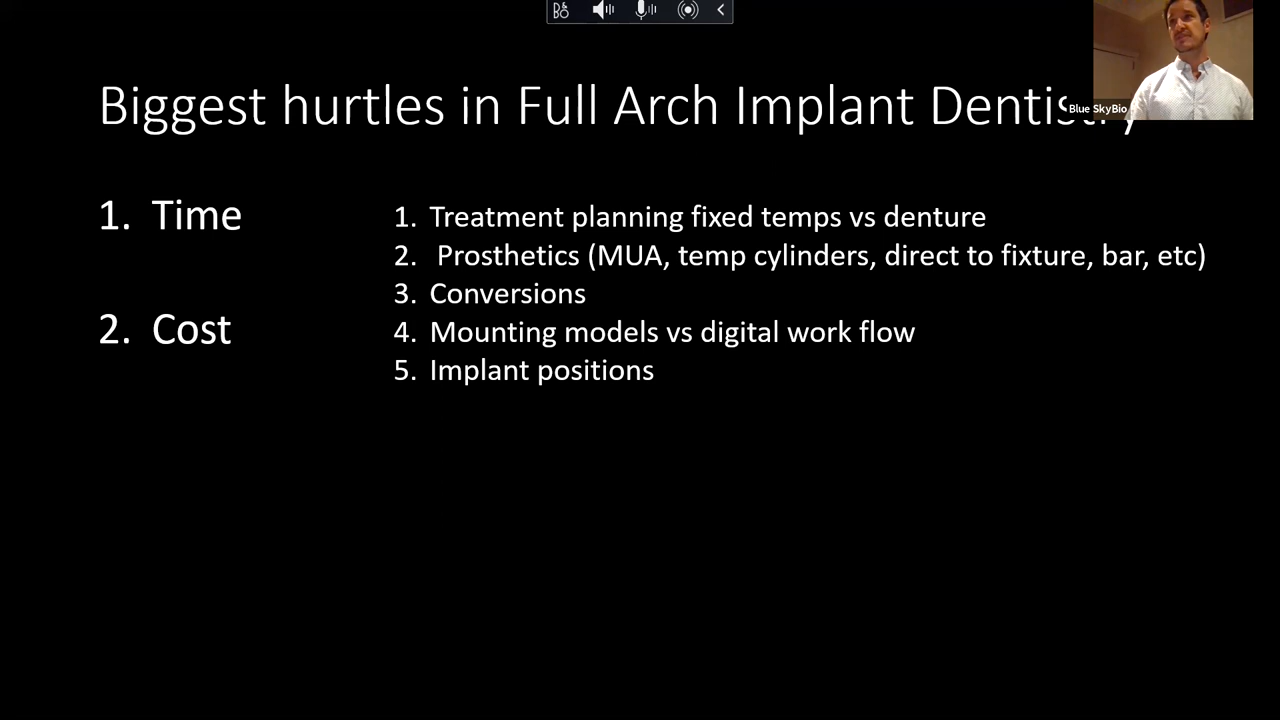 Biggest hurtles in Full Arch Implant Dentistry
Blue SkyBio
1. Time
2. Cost
1. Treatment planning fixed temps vs denture
2. Prosthetics (MUA, temp cylinders, direct to fixture, bar, etc)
3. Conversions
4. Mounting models vs digital work flow
5. Implant positions